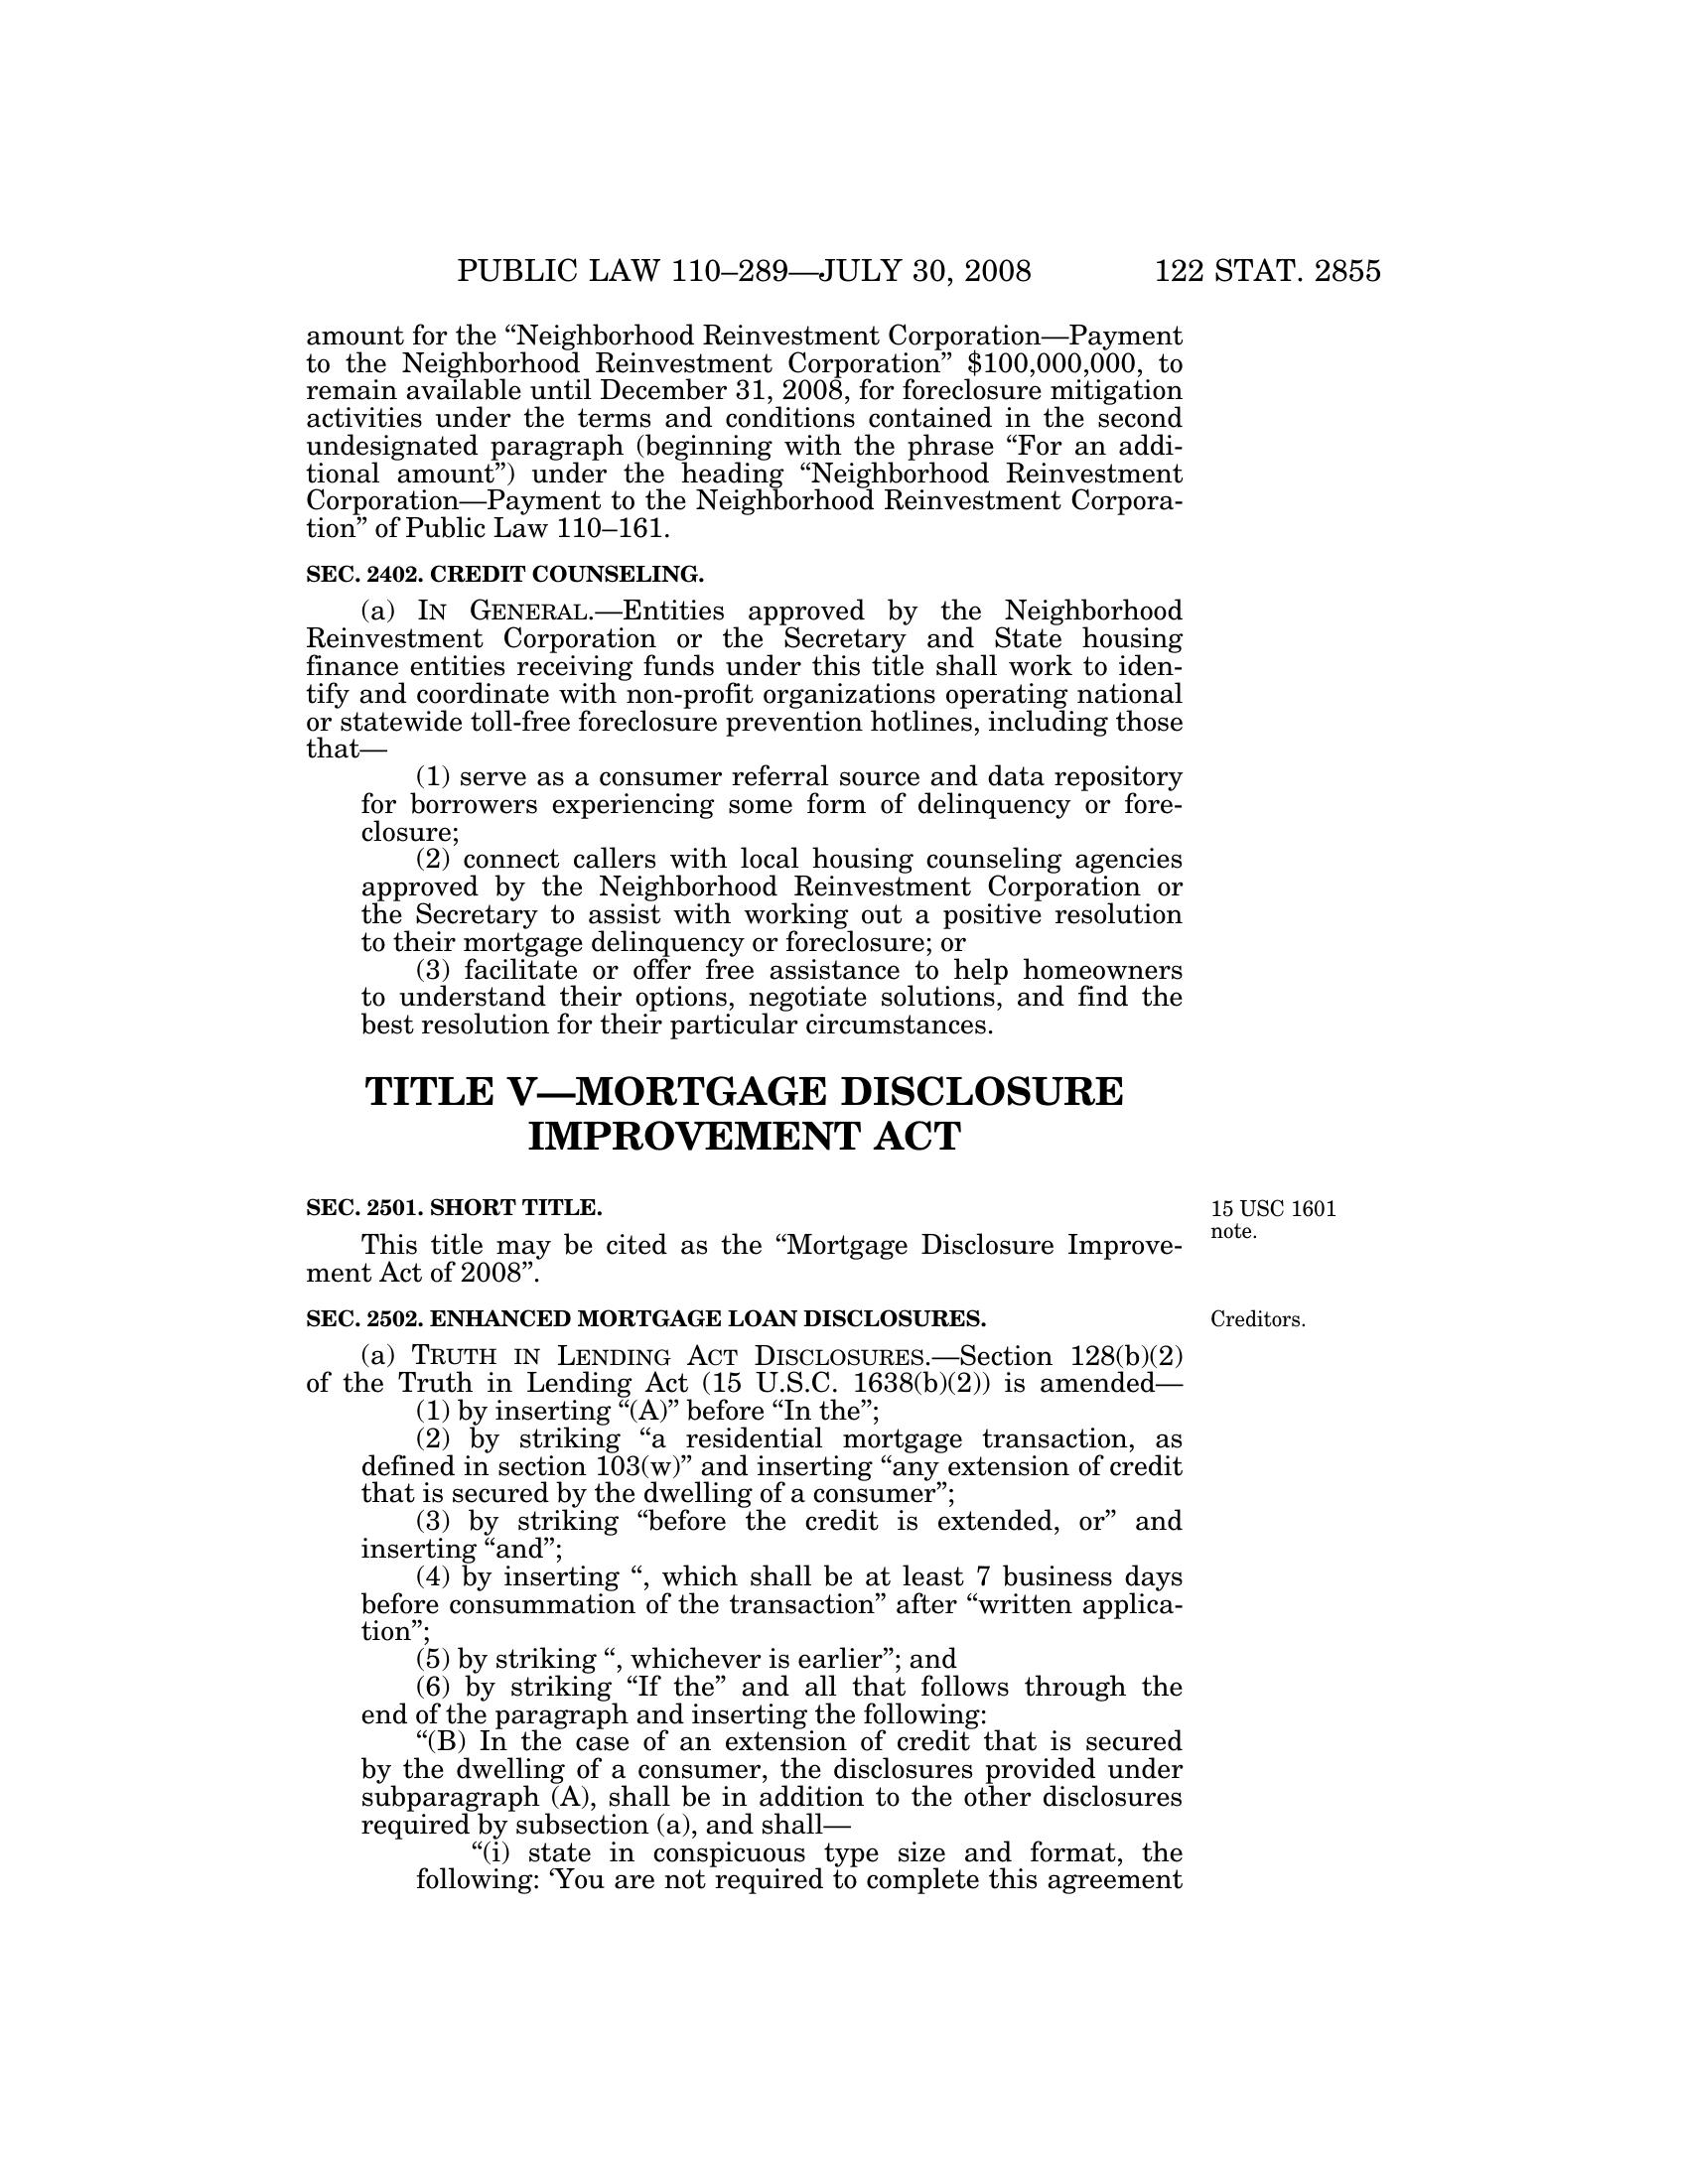 PUBLIC LAW 110–289—JULY 30, 2008 122 STAT. 2855
amount for the “Neighborhood Reinvestment Corporation—Payment
to the Neighborhood Reinvestment Corporation” $100,000,000, to
remain available until December 31, 2008, for foreclosure mitigation
activities under the terms and conditions contained in the second
undesignated paragraph (beginning with the phrase “For an addi-
tional amount”) under the heading “Neighborhood Reinvestment
Corporation—Payment to the Neighborhood Reinvestment Corpora-
tion” of Public Law 110–161.
SEC. 2402. CREDIT COUNSELING.
(a) IN GENERAL.—Entities approved by the Neighborhood
Reinvestment Corporation or the Secretary and State housing
finance entities receiving funds under this title shall work to iden-
tify and coordinate with non-profit organizations operating national
or statewide toll-free foreclosure prevention hotlines, including those
that—
(1) serve as a consumer referral source and data repository
for borrowers experiencing some form of delinquency or fore-
closure;
(2) connect callers with local housing counseling agencies
approved by the Neighborhood Reinvestment Corporation or
the Secretary to assist with working out a positive resolution
to their mortgage delinquency or foreclosure; or
(3) facilitate or offer free assistance to help homeowners
to understand their options, negotiate solutions, and find the
best resolution for their particular circumstances.
TITLE V—MORTGAGE DISCLOSURE
IMPROVEMENT ACT
SEC. 2501. SHORT TITLE.
15 USC 1601
note.
This title may be cited as the “Mortgage Disclosure Improve-
ment Act of 2008”.
SEC. 2502. ENHANCED MORTGAGE LOAN DISCLOSURES.
Creditors.
(a) TRUTH IN LENDING ACT DISCLOSURES.—Section 128(b)(2)
of the Truth in Lending Act (15 U.S.C. 1638(b)(2)) is amended—
(1) by inserting “(A)” before “In the”;
(2) by striking “a residential mortgage transaction, as
defined in section 103(w)” and inserting “any extension of credit
that is secured by the dwelling of a consumer”;
(3) by striking “before the credit is extended, or” and
inserting “and”;
(4) by inserting “, which shall be at least 7 business days
before consummation of the transaction” after “written applica-
tion”;
(5) by striking “, whichever is earlier”; and
(6) by striking “If the” and all that follows through the
end of the paragraph and inserting the following:
“(B) In the case of an extension of credit that is secured
by the dwelling of a consumer, the disclosures provided under
subparagraph (A), shall be in addition to the other disclosures
required by subsection (a), and shall—
“(i) state in conspicuous type size and format, the
following: ‘You are not required to complete this agreement